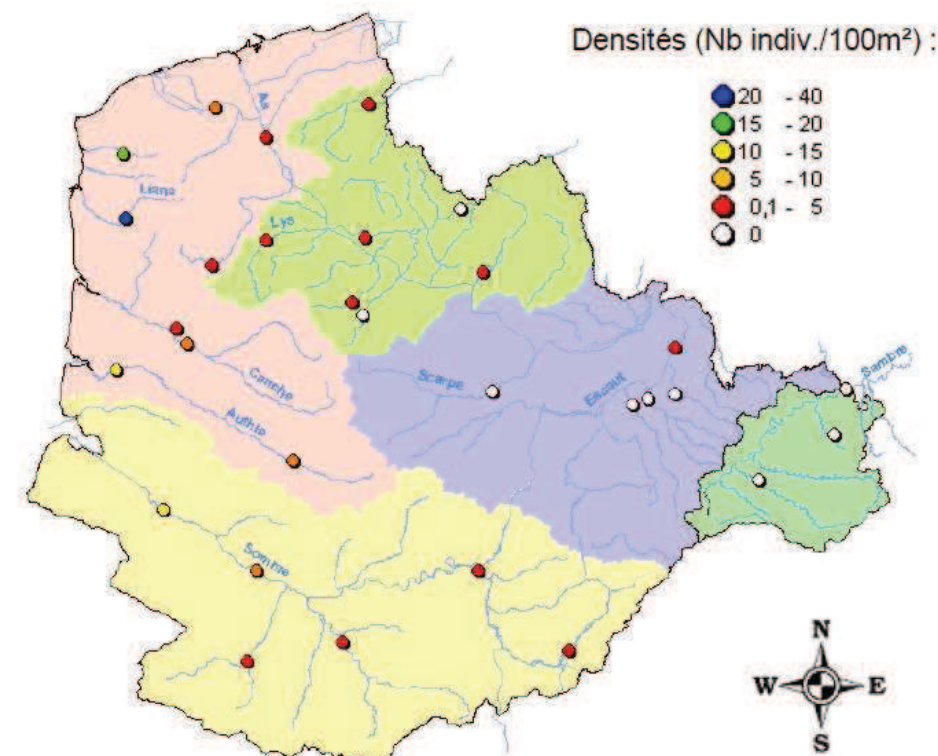 Densités (Nb indiv./100m²) :
20 - 40
15 - 20
10 - 15
5 - 10
0,1 - 5
0
Aa
Liane
Lys
Canche
Authie
Scarpe
Escaut
Sambre
Somme
N
W E
S